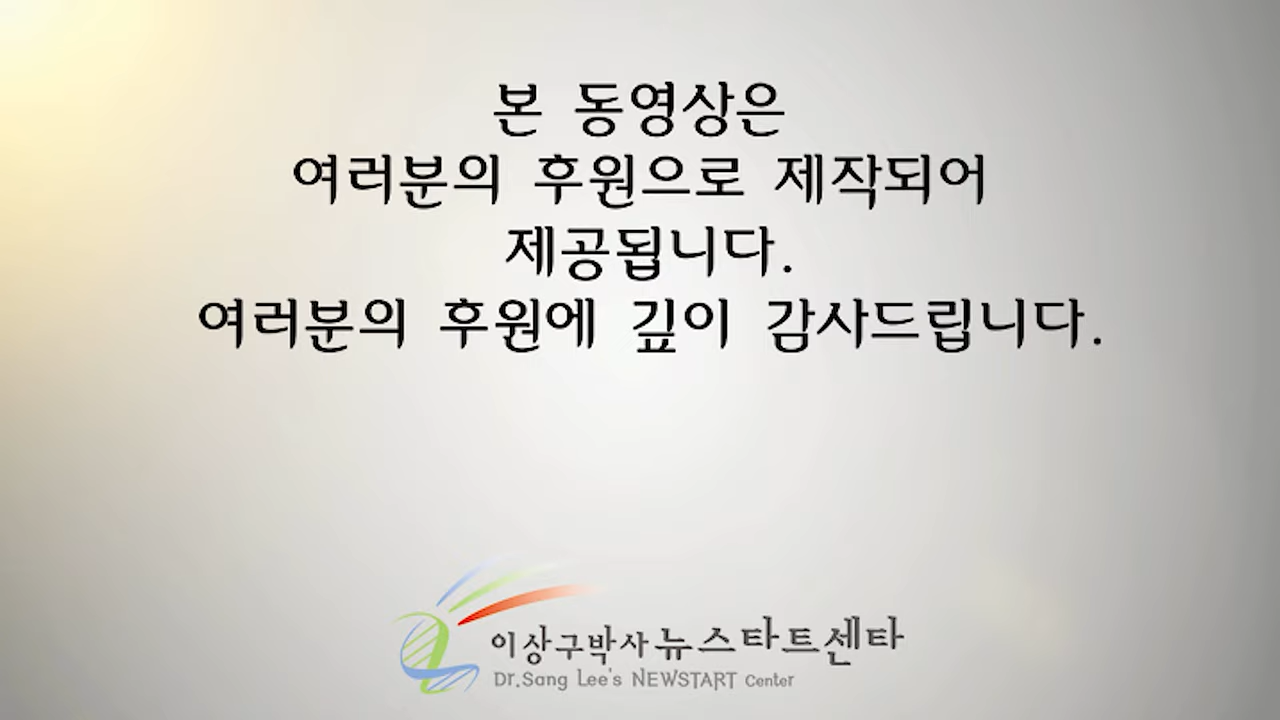 본 동영상은
여러분의 후원으로 제작되어
제공됩니다.
여러분의 후원에 깊이 감사드립니다.
이상구박사 뉴스타트센타
Dr.Sang Lee's NEWSTART Center